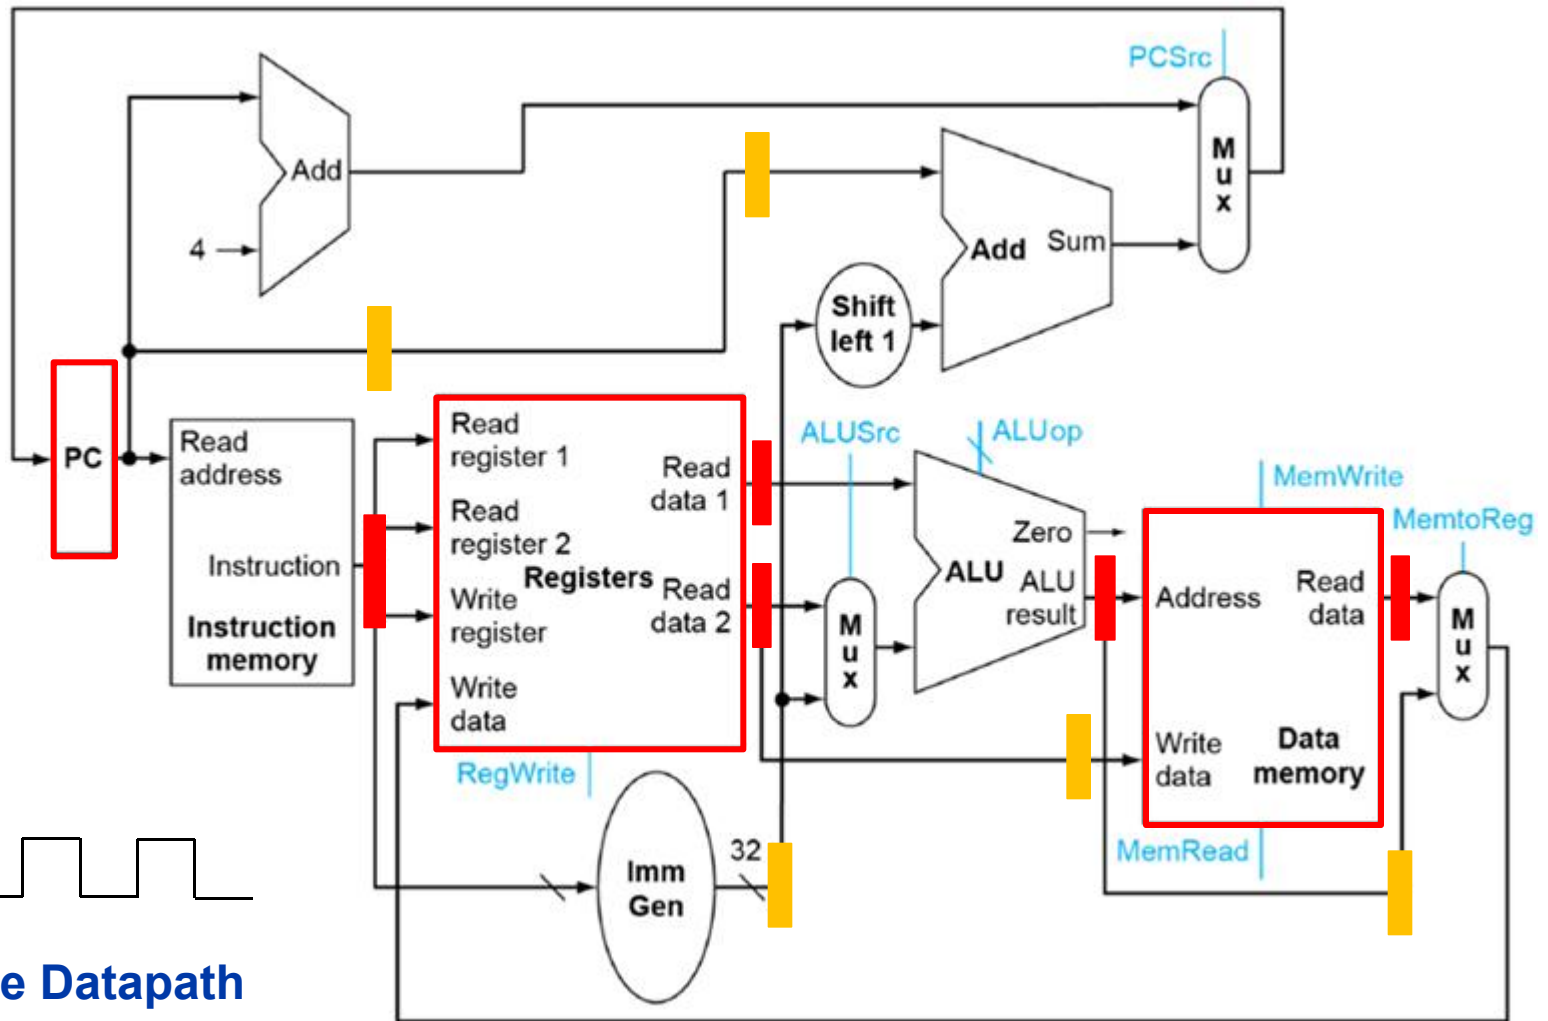 PCSrc
M
u
x
Add
4
Add
Sum
Shift
left 1
PC
Read
address
Instruction
Instruction
memory
Read
register 1
Read
register 2
Registers
Write
register
Write
data
Read
data 1
Read
data 2
RegWrite
ALUSrc
M
u
x
ALUop
Zero
ALU
ALU
result
MemWrite
MemtoReg
Address
Read
data
Write
data
Data
memory
MemRead
M
u
x
Imm
Gen
32
e Datapath